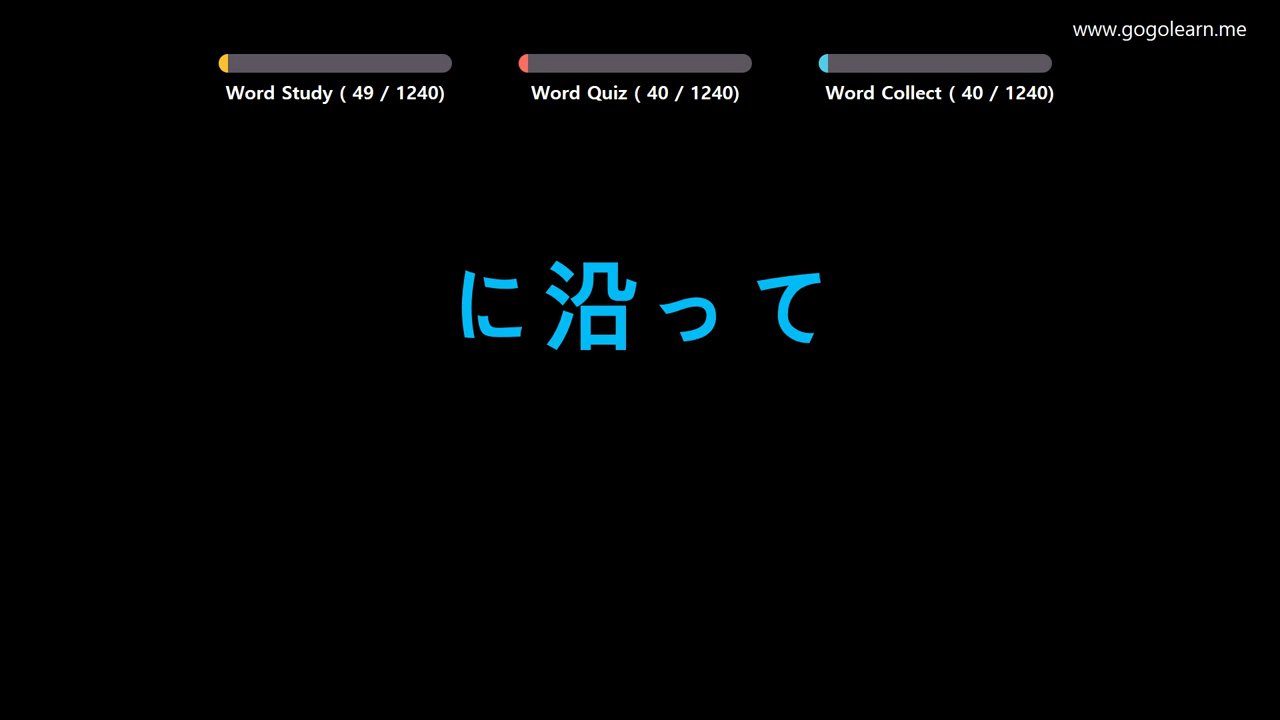 www.gogolearn.me
Word Study ( 49 / 1240)
Word Quiz ( 40 / 1240)
Word Collect ( 40 / 1240)
に沿って